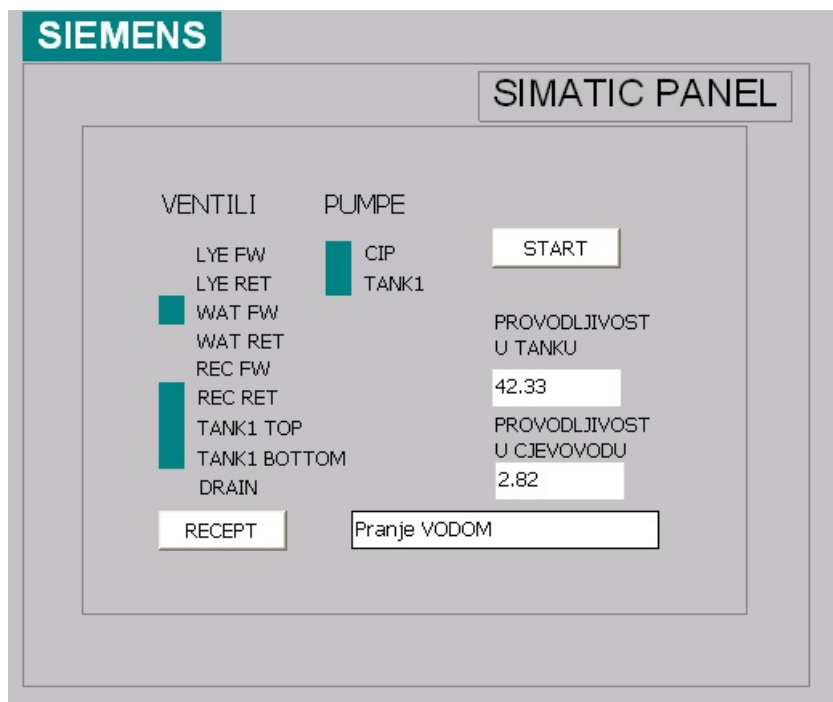 SIEMENS
SIMATIC PANEL
VENTILI
LYE FW
LYE RET
WAT FW
WAT RET
REC FW
REC RET
TANK1 TOP
TANK1 BOTTOM
DRAIN
PUMPE
CIP
TANK1
START
PROVODLJIVOST
U TANKU
42.33
PROVODLJIVOST
U CJEVOVODU
2.82
RECEPT
Pranje VODOM